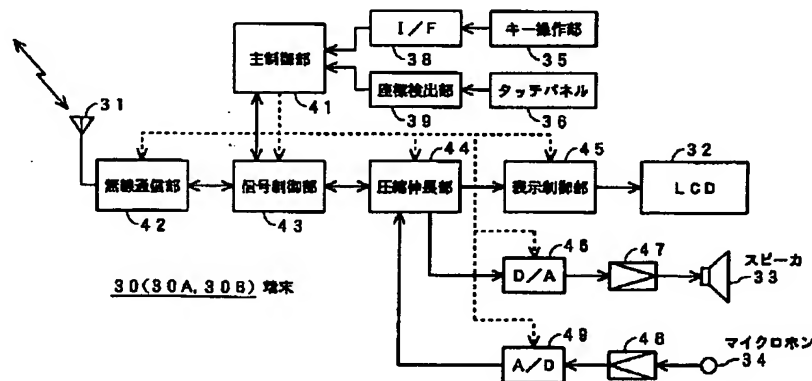 I/F
38
キー操作部
35
主制御部
41
座標検出部
39
タッチパネル
36
31
無線通信部
42
信号制御部
43
圧縮伸長部
44
表示制御部
45
LCD
32
D/A
46
47
スピーカ
33
30(30A,30B) 端末
A/D
49
48
マイクロホン
34